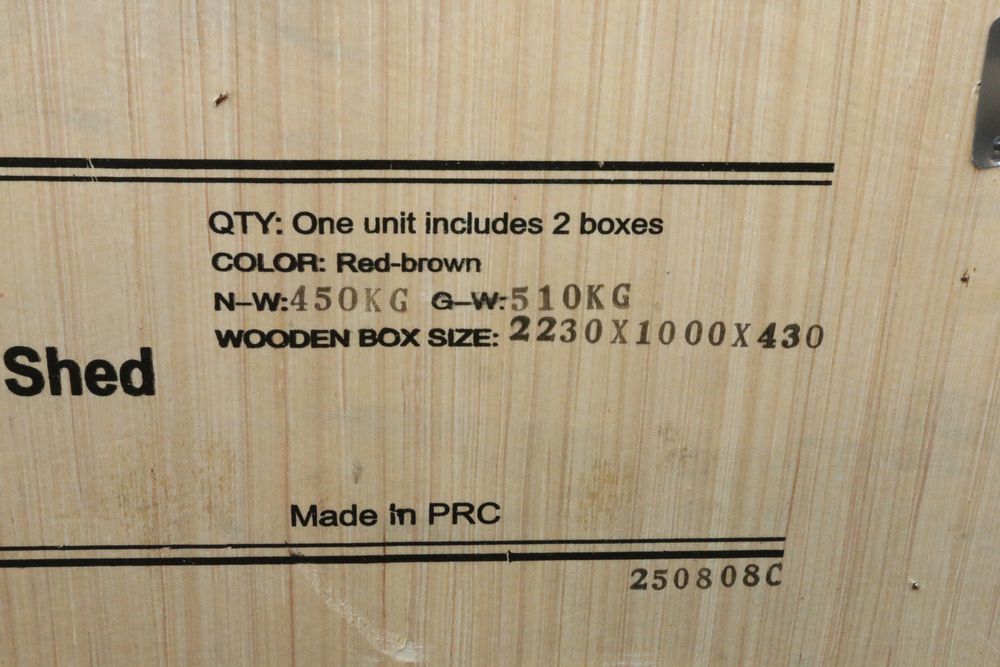 QTY: One unit includes 2 boxes
COLOR: Red-brown
N-W:450KG G-W:510KG
WOODEN BOX SIZE: 2230X1000X430
Shed
Made in PRC
250808C